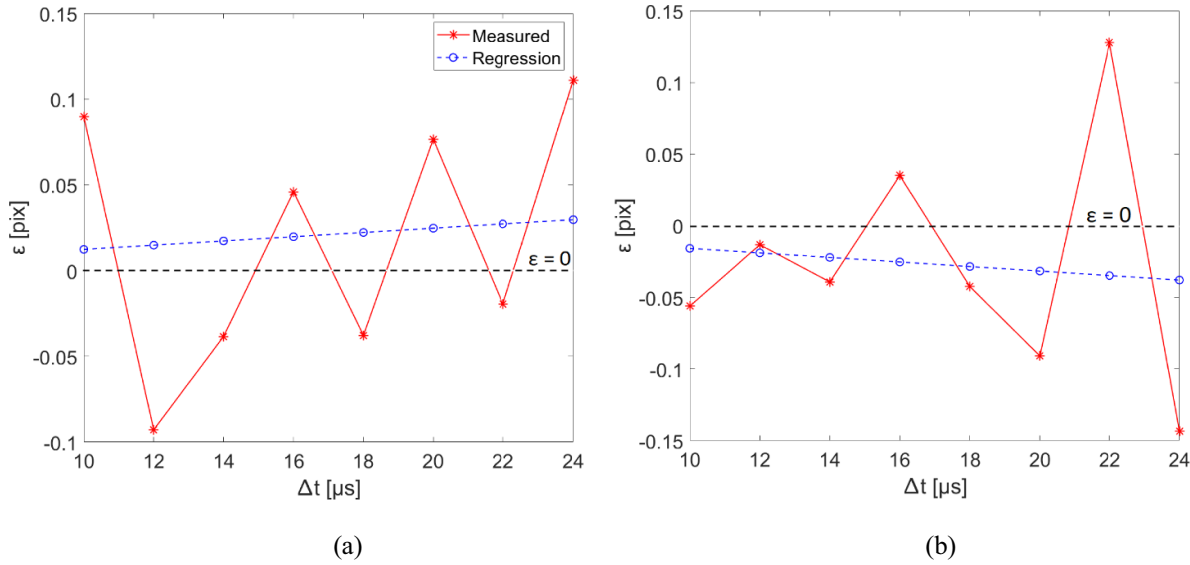 0.15
0.1
0.05
0
-0.05
-0.1
10 12 14 16 18 20 22 24
ε [pix]
Δt [µs]
Measured
Regression
ε = 0
(a)
0.15
0.1
0.05
0
-0.05
-0.1
-0.15
10 12 14 16 18 20 22 24
ε [pix]
Δt [µs]
ε = 0
(b)